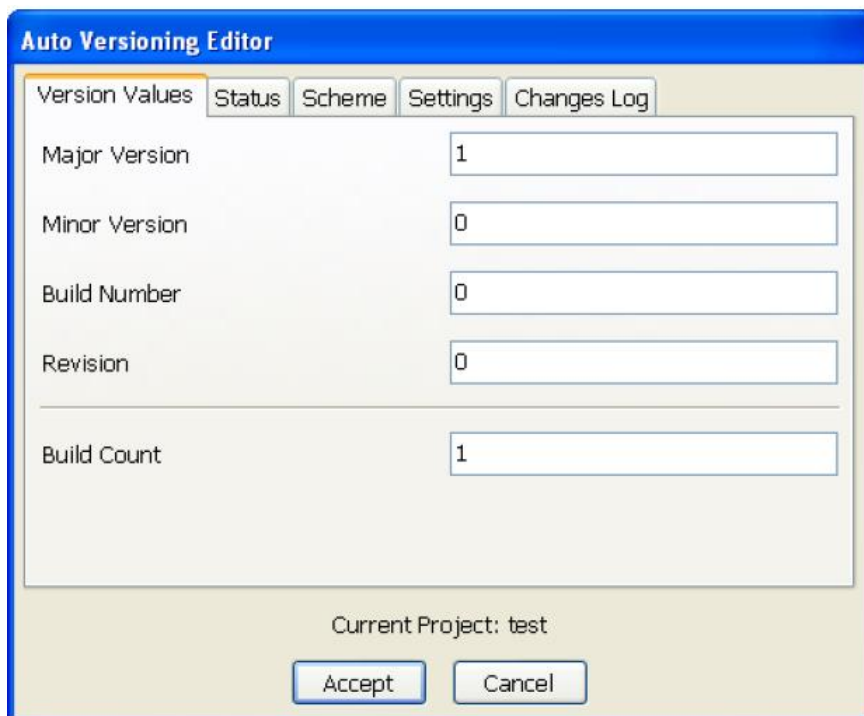 Auto Versioning Editor
Version Values Status Scheme Settings Changes Log
Major Version 1
Minor Version 0
Build Number 0
Revision 0
Build Count 1
Current Project: test
Accept Cancel